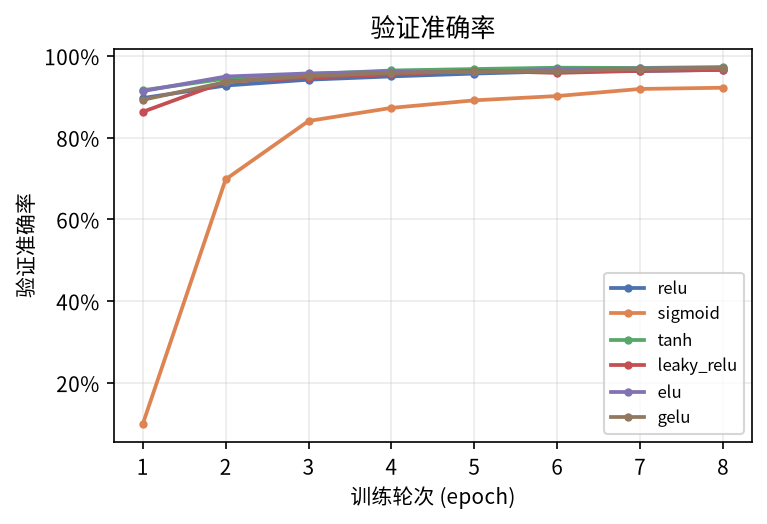 验证准确率
100%
80%
60%
40%
20%
验证准确率
relu
sigmoid
tanh
leaky_relu
elu
gelu
1 2 3 4 5 6 7 8
训练轮次 (epoch)